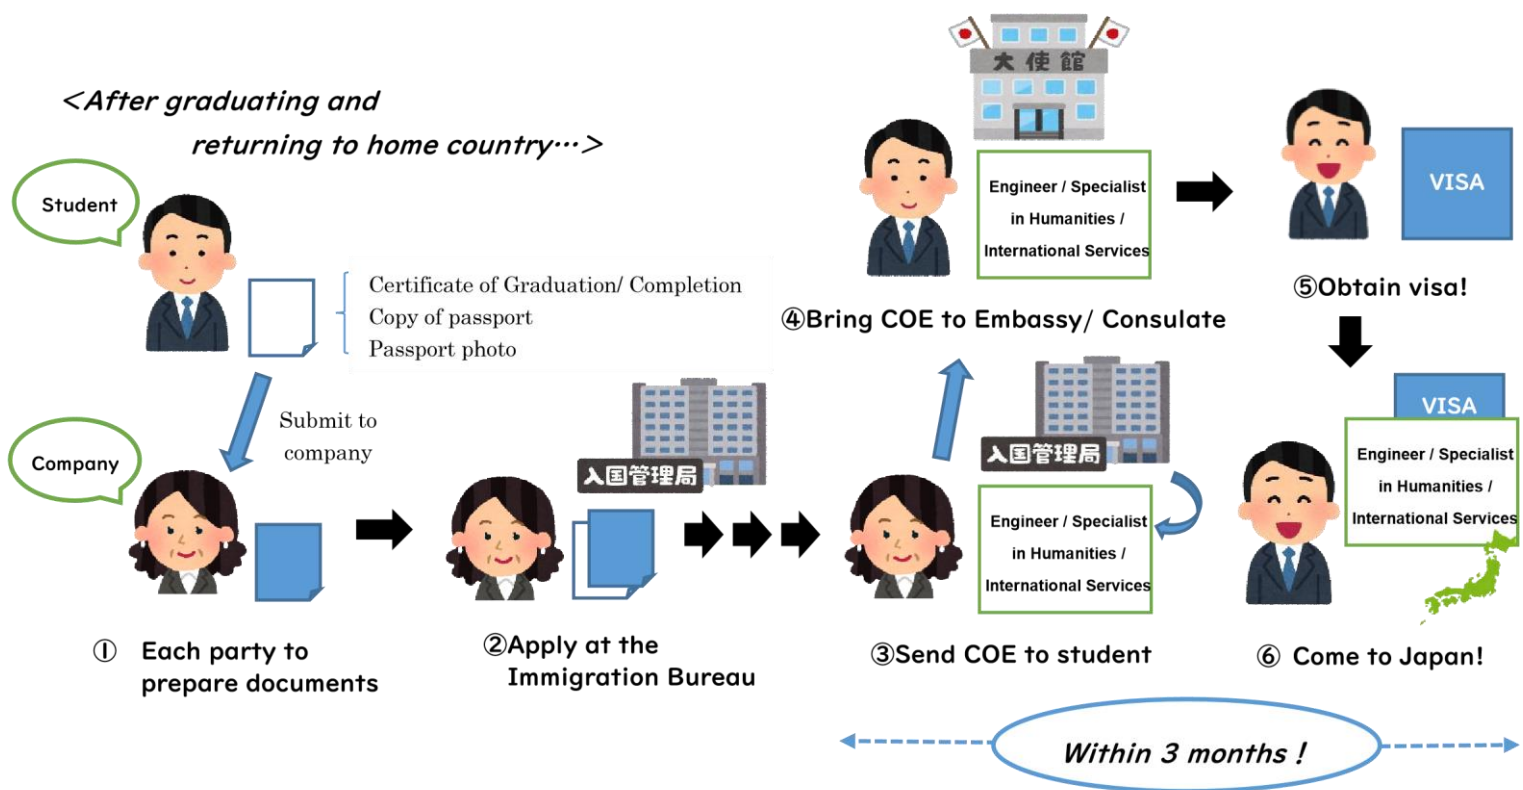 <After graduating and
returning to home country…>
Student
Certificate of Graduation/ Completion
Copy of passport
Passport photo
Submit to
company
Company
① Each party to
prepare documents
入国管理局
②Apply at the
Immigration Bureau
入国管理局
Engineer / Specialist
in Humanities /
International Services
③Send COE to student
大使館
Engineer / Specialist
in Humanities /
International Services
④Bring COE to Embassy/ Consulate
VISA
⑤Obtain visa!
VISA
Engineer / Specialist
in Humanities /
International Services
⑥ Come to Japan!
Within 3 months !